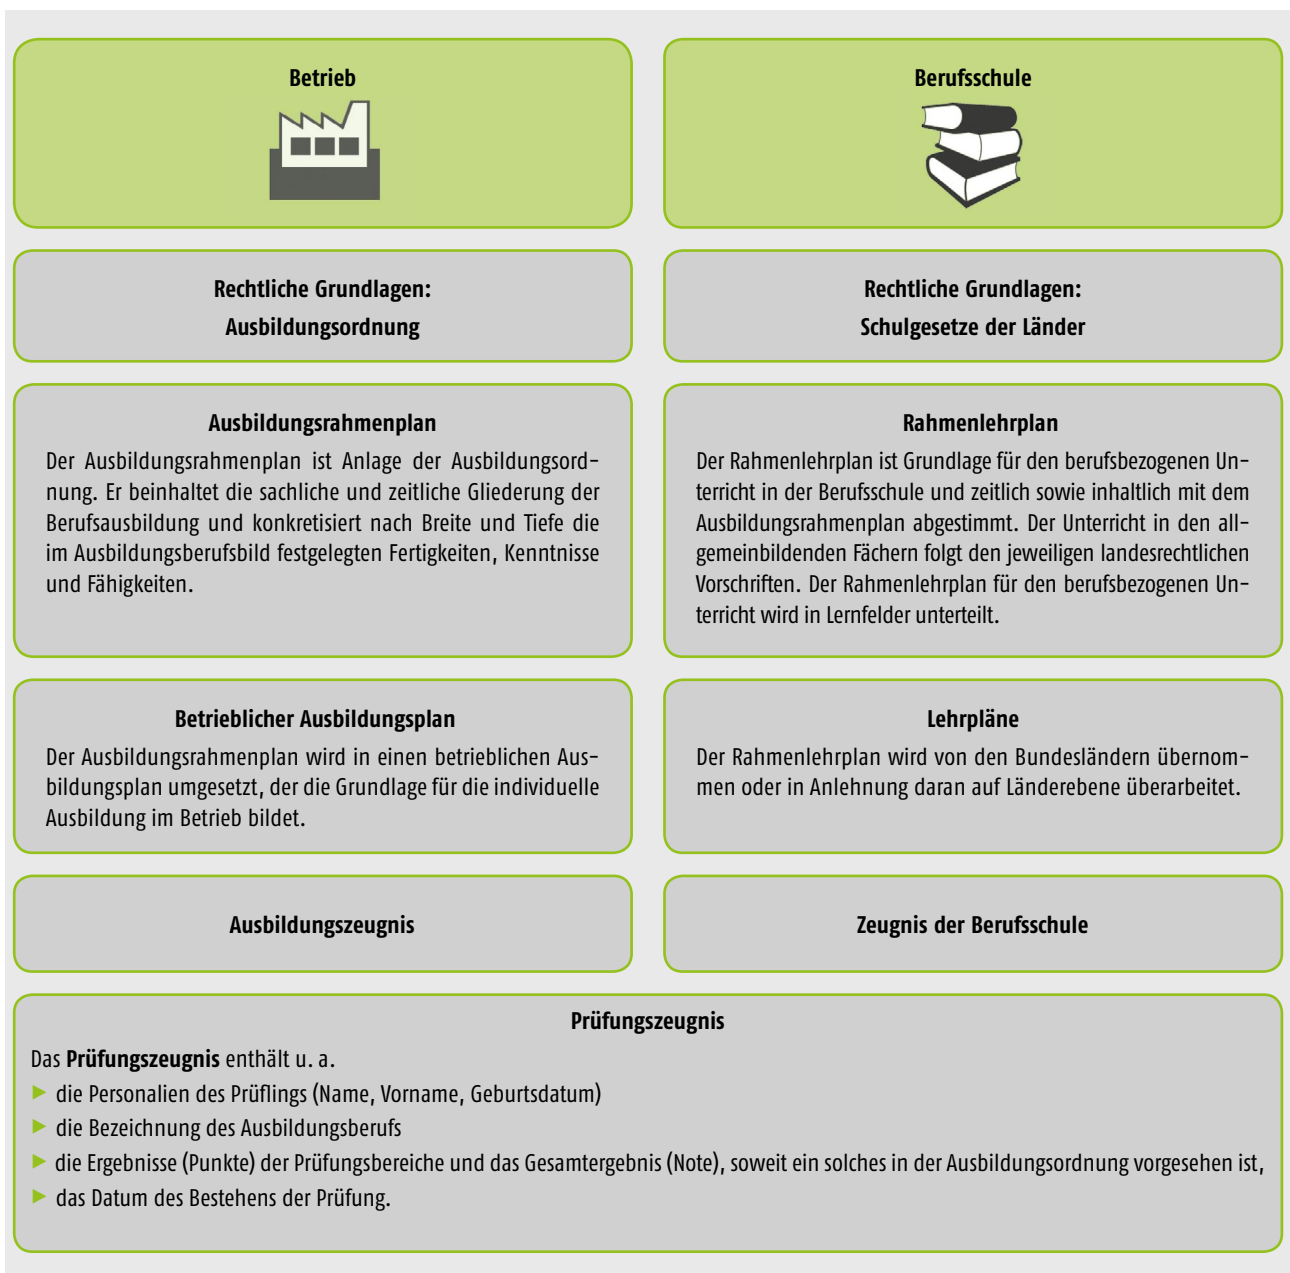 Betrieb
Berufsschule
Rechtliche Grundlagen:
Ausbildungsordnung
Rechtliche Grundlagen:
Schulgesetze der Länder
Ausbildungsrahmenplan
Der Ausbildungsrahmenplan ist Anlage der Ausbildungsord-
nung. Er beinhaltet die sachliche und zeitliche Gliederung der
Berufsausbildung und konkretisiert nach Breite und Tiefe die
im Ausbildungsberufsbild festgelegten Fertigkeiten, Kenntnisse
und Fähigkeiten.
Rahmenlehrplan
Der Rahmenlehrplan ist Grundlage für den berufsbezogenen Un-
terricht in der Berufsschule und zeitlich sowie inhaltlich mit dem
Ausbildungsrahmenplan abgestimmt. Der Unterricht in den all-
gemeinbildenden Fächern folgt den jeweiligen landesrechtlichen
Vorschriften. Der Rahmenlehrplan für den berufsbezogenen Un-
terricht wird in Lernfelder unterteilt.
Betrieblicher Ausbildungsplan
Der Ausbildungsrahmenplan wird in einen betrieblichen Aus-
bildungsplan umgesetzt, der die Grundlage für die individuelle
Ausbildung im Betrieb bildet.
Lehrpläne
Der Rahmenlehrplan wird von den Bundesländern übernom-
men oder in Anlehnung daran auf Länderebene überarbeitet.
Ausbildungszeugnis
Zeugnis der Berufsschule
Prüfungszeugnis
Das Prüfungszeugnis enthält u. a.
▶ die Personalien des Prüflings (Name, Vorname, Geburtsdatum)
▶ die Bezeichnung des Ausbildungsberufs
▶ die Ergebnisse (Punkte) der Prüfungsbereiche und das Gesamtergebnis (Note), soweit ein solches in der Ausbildungsordnung vorgesehen ist,
▶ das Datum des Bestehens der Prüfung.